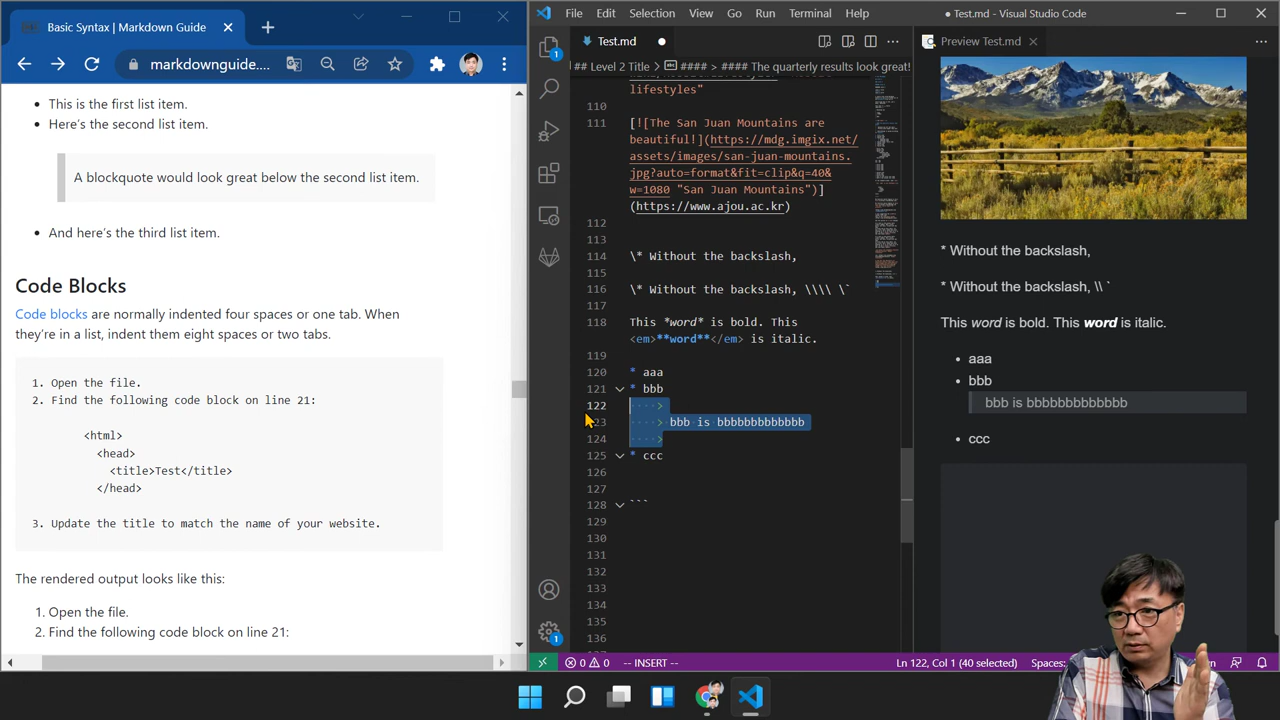 Basic Syntax | Markdown Guide
markdownguide....
This is the first list item.
Here's the second list item.
A blockquote would look great below the second list item.
And here's the third list item.
Code Blocks
Code blocks are normally indented four spaces or one tab. When
they're in a list, indent them eight spaces or two tabs.
1. Open the file.
2. Find the following code block on line 21:
<html>
<head>
<title>Test</title>
</head>
3. Update the title to match the name of your website.
The rendered output looks like this:
1. Open the file.
2. Find the following code block on line 21:
File Edit Selection View Go Run Terminal Help
● Test.md - Visual Studio Code
Test.md
## Level 2 Title > #### > #### The quarterly results look great!
lifestyles"
110
111 [![The San Juan Mountains are
beautiful!](https://mdg.imgix.net/
assets/images/san-juan-mountains.
jpg?auto=format&fit=clip&q=40&
w=1080 "San Juan Mountains")]
(https://www.ajou.ac.kr)
112
113
114 \* Without the backslash,
115
116 \* Without the backslash, \\\\ \`
117
118 This *word* is bold. This
<em>**word**</em> is italic.
119
120 * aaa
121 * bbb
122 >
23 > bbb is bbbbbbbbbbbbb
124 >
125 * ccc
126
127
128 ```
129
130
131
132
133
134
135
136
1
1
0 0 -- INSERT --
Ln 122, Col 1 (40 selected)
Spaces:
Preview Test.md
* Without the backslash,
* Without the backslash, \\ `
This word is bold. This word is italic.
aaa
bbb
bbb is bbbbbbbbbbbbb
ccc